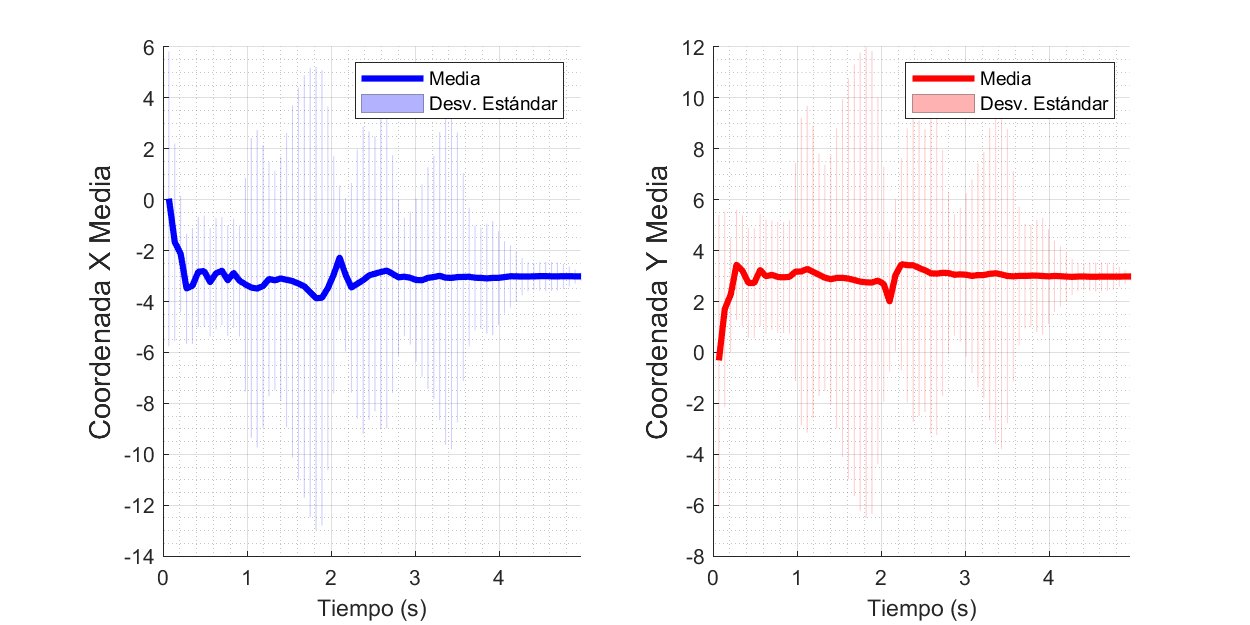 Coordenada X Media
6
4
2
0
-2
-4
-6
-8
-10
-12
-14
0 1 2 3 4
Tiempo (s)
Media
Desv. Estándar
Coordenada Y Media
12
10
8
6
4
2
0
-2
-4
-6
-8
0 1 2 3 4
Tiempo (s)
Media
Desv. Estándar